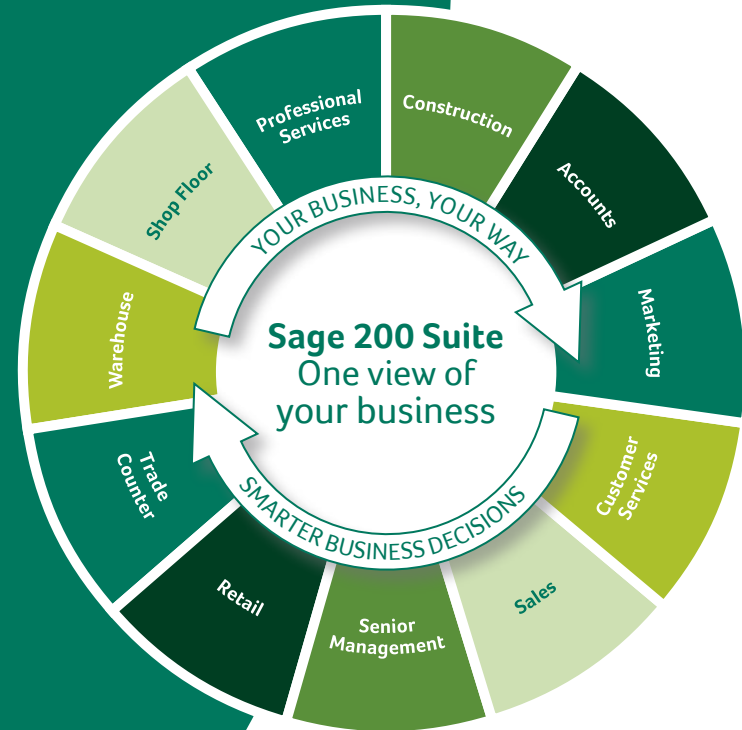 Professional
Services
Construction
Accounts
Marketing
Customer
Services
Sales
Senior
Management
Retail
Trade
Counter
Warehouse
Shop Floor
YOUR BUSINESS, YOUR WAY
Sage 200 Suite
One view of
your business
SMARTER BUSINESS DECISIONS